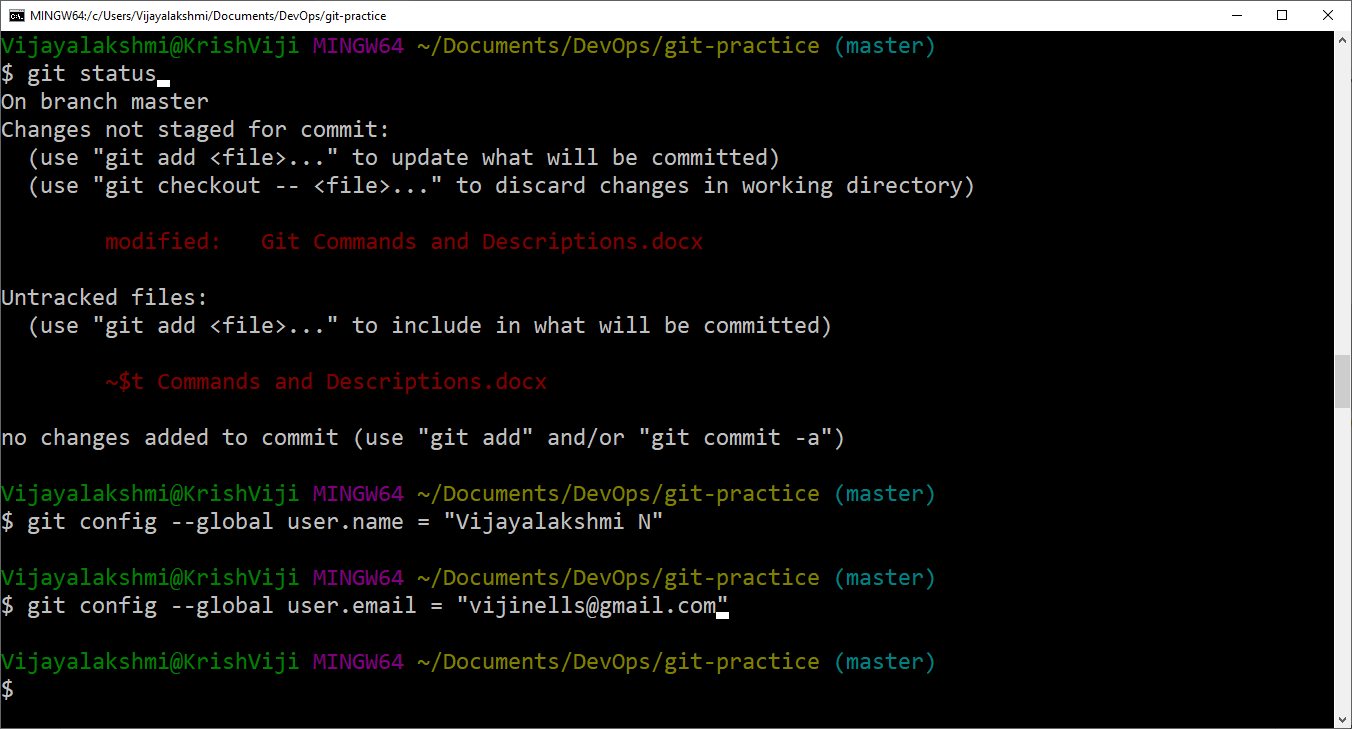 MINGW64:/c/Users/Vijayalakshmi/Documents/DevOps/git-practice
Vijayalakshmi@KrishViji MINGW64 ~/Documents/DevOps/git-practice (master)
$ git status
On branch master
Changes not staged for commit:
  (use "git add <file>..." to update what will be committed)
  (use "git checkout -- <file>..." to discard changes in working directory)

        modified:   Git Commands and Descriptions.docx

Untracked files:
  (use "git add <file>..." to include in what will be committed)

        ~$t Commands and Descriptions.docx

no changes added to commit (use "git add" and/or "git commit -a")

Vijayalakshmi@KrishViji MINGW64 ~/Documents/DevOps/git-practice (master)
$ git config --global user.name = "Vijayalakshmi N"

Vijayalakshmi@KrishViji MINGW64 ~/Documents/DevOps/git-practice (master)
$ git config --global user.email = "vijinells@gmail.com"

Vijayalakshmi@KrishViji MINGW64 ~/Documents/DevOps/git-practice (master)
$